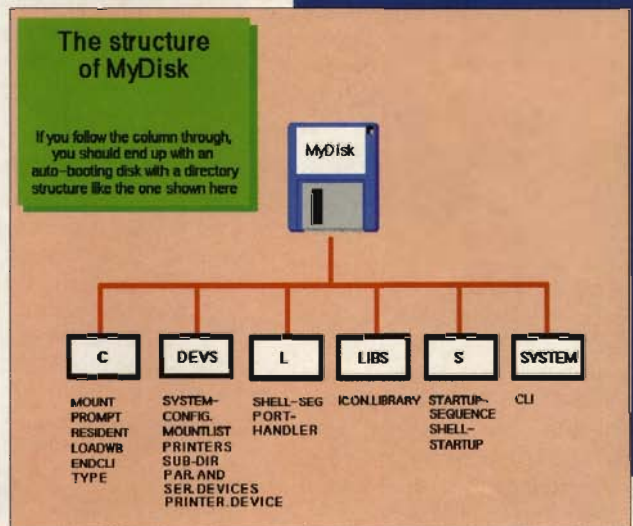 The structure
of MyDisk
If you follow the column through,
you should end up with an
auto-booting disk with a directory
structure like the one shown here
MyDisk
C
DEVS
L
LIBS
S
SYSTEM
MOUNT
PROMPT
RESIDENT
LOADWB
ENDCLI
TYPE
SYSTEM-
CONFIG.
MOUNTLIST
PRINTERS
SUB-DIR
PAR. AND
SER. DEVICES
PRINTER.DEVICE
SHELL-SEG
PORT-
HANDLER
ICON.LIBRARY
STARTUP-
SEQUENCE
SHELL-
STARTUP
CLI